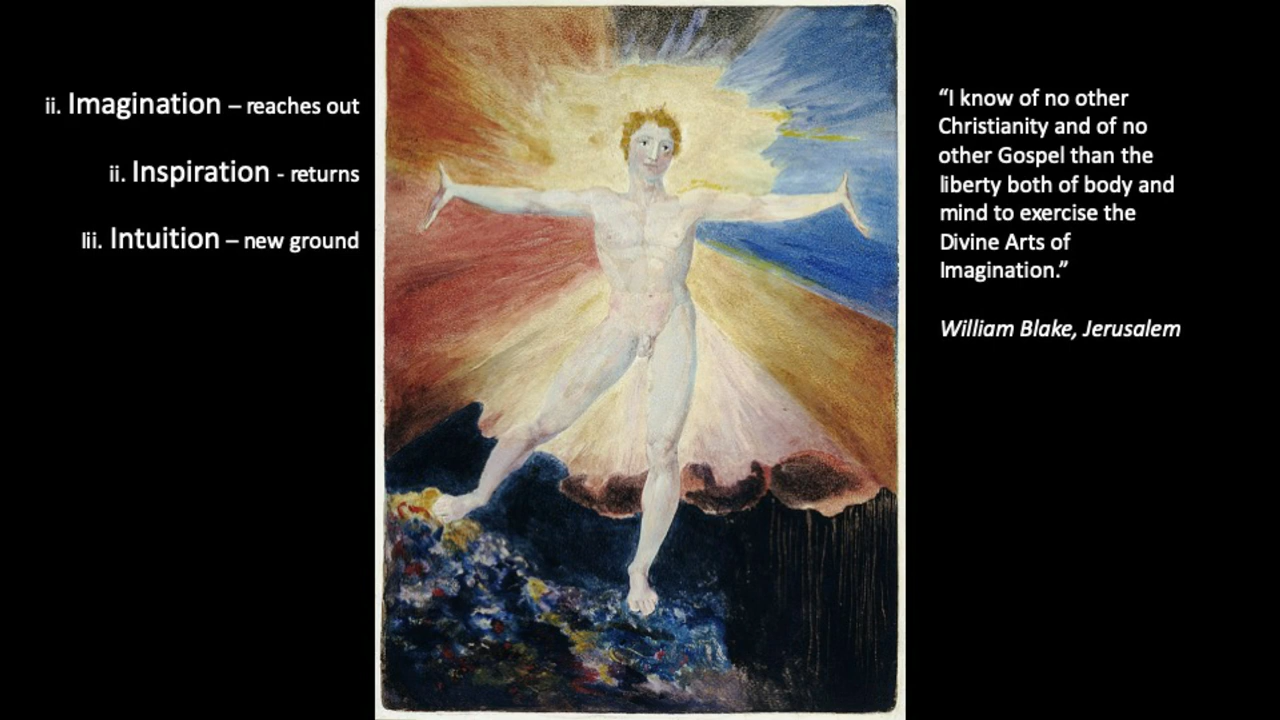 ii. Imagination – reaches out
ii. Inspiration - returns
Iii. Intuition – new ground
“I know of no other
Christianity and of no
other Gospel than the
liberty both of body and
mind to exercise the
Divine Arts of
Imagination.”
William Blake, Jerusalem